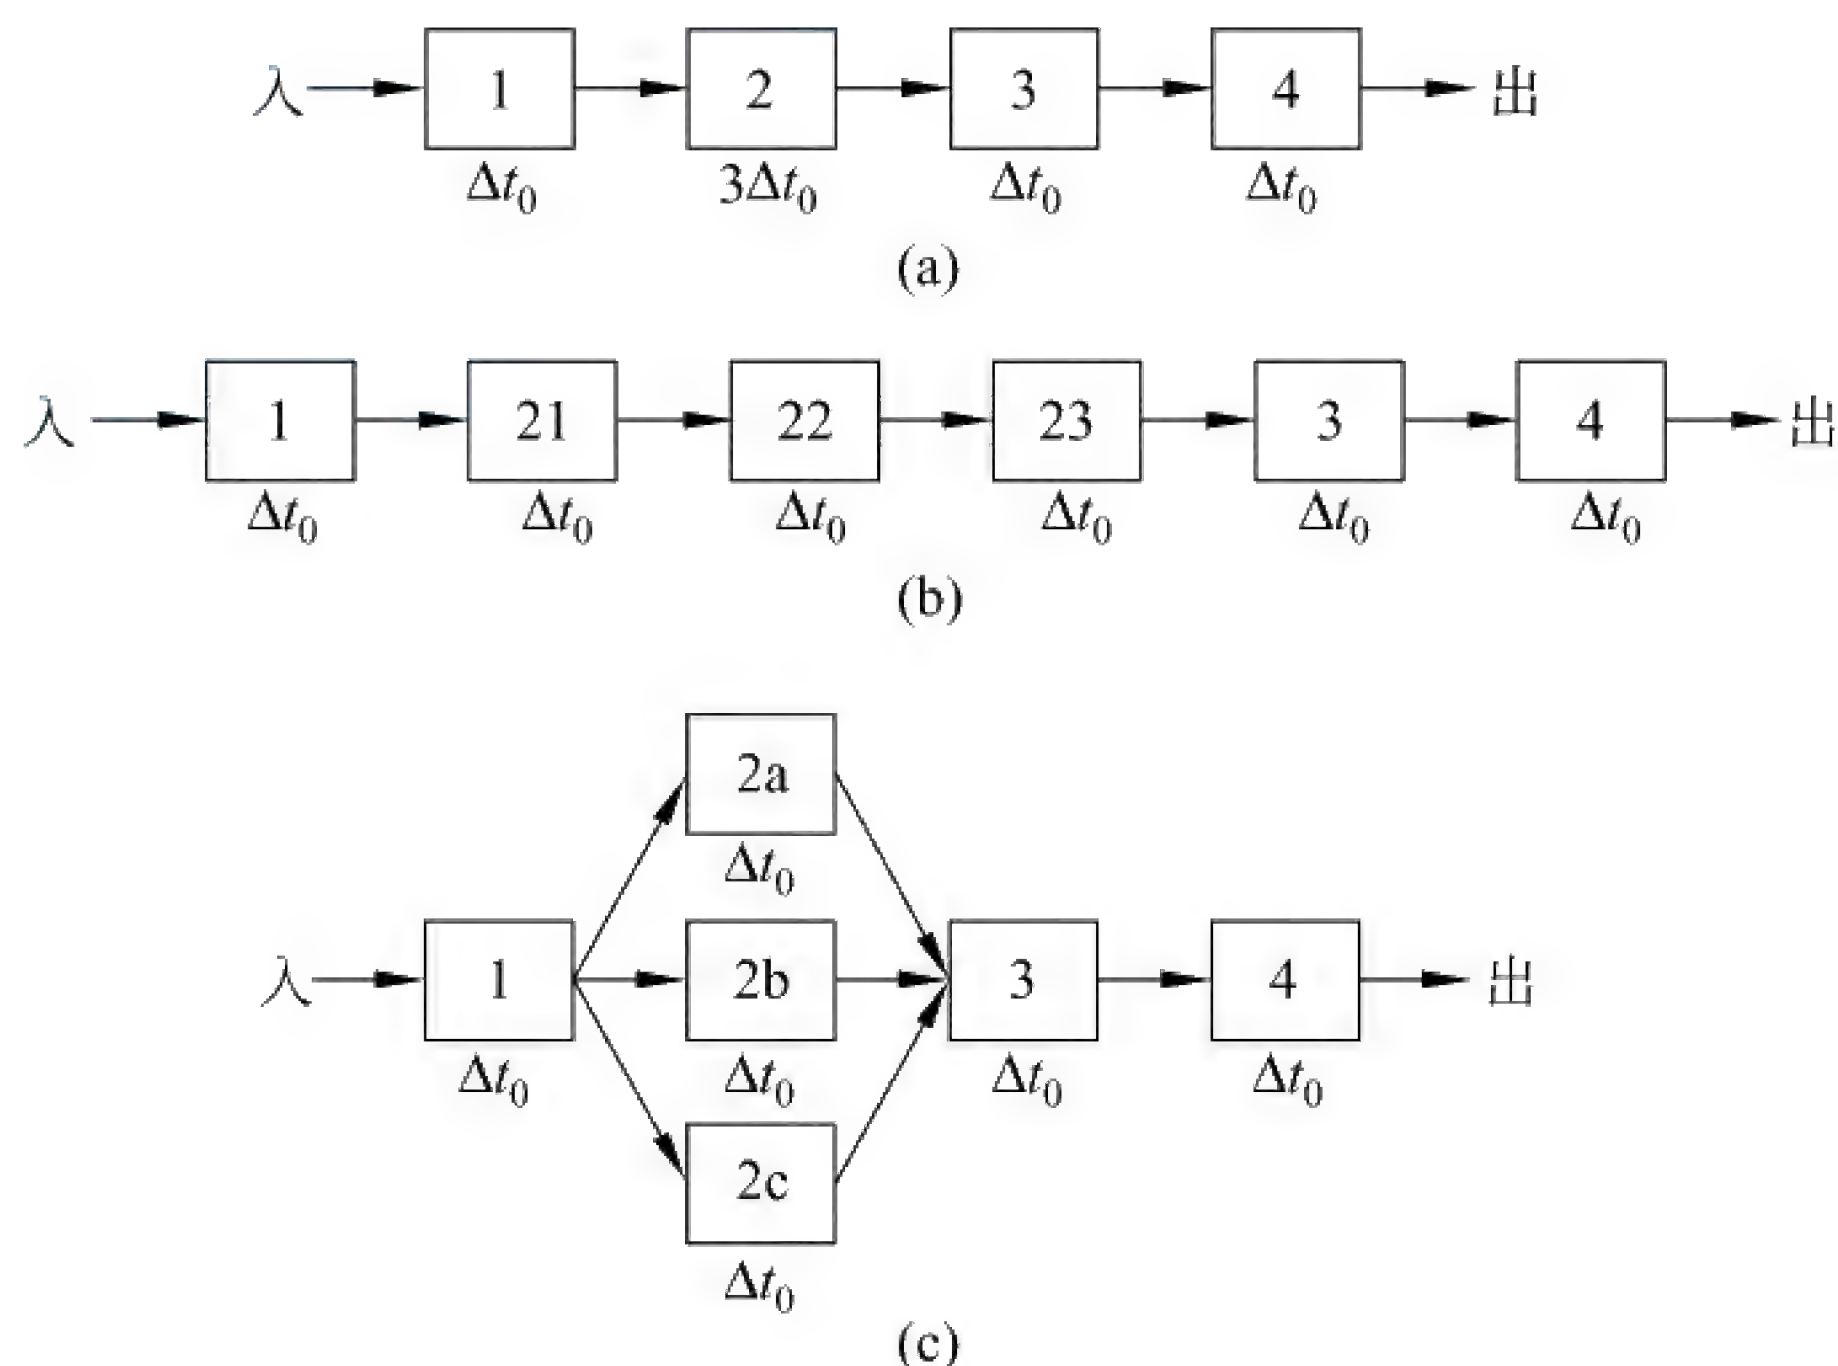 入 1 2 3 4 出
Δt₀ 3Δt₀ Δt₀ Δt₀
(a)
入 1 21 22 23 3 4 出
Δt₀ Δt₀ Δt₀ Δt₀ Δt₀ Δt₀
(b)
2a
Δt₀
入 1 2b 3 4 出
Δt₀ Δt₀ Δt₀ Δt₀
2c
Δt₀
(c)